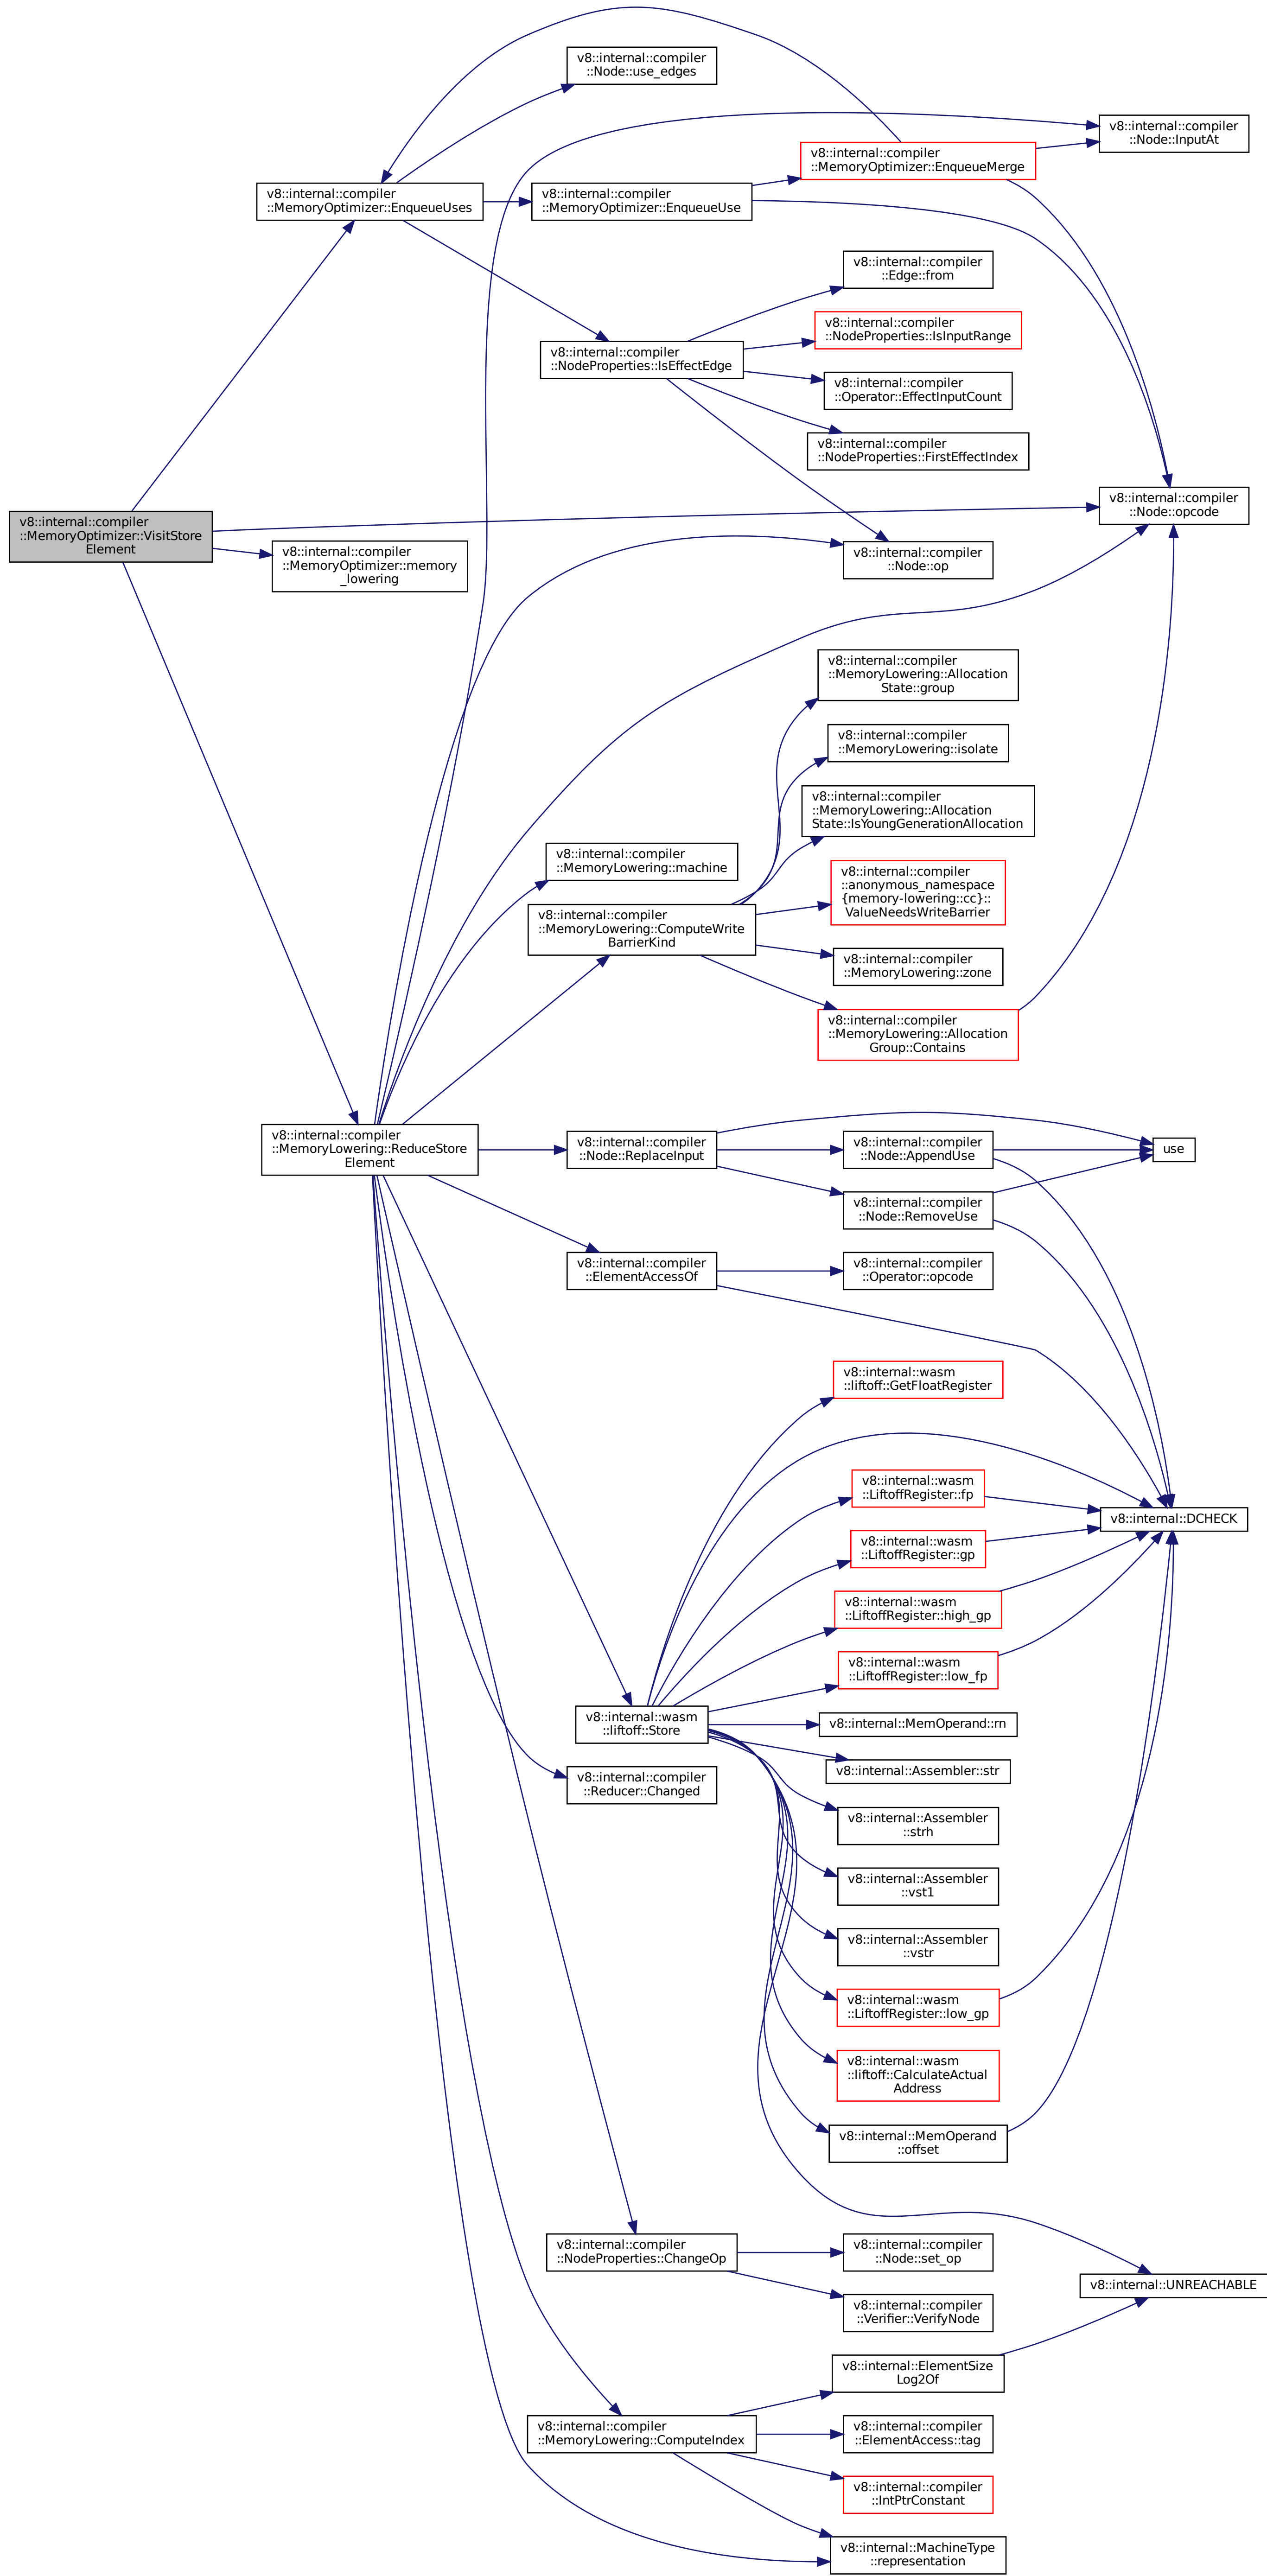 v8::internal::compiler
::Node::use_edges
v8::internal::compiler
::Node::InputAt
v8::internal::compiler
::MemoryOptimizer::EnqueueMerge
v8::internal::compiler
::MemoryOptimizer::EnqueueUses
v8::internal::compiler
::MemoryOptimizer::EnqueueUse
v8::internal::compiler
::Edge::from
v8::internal::compiler
::NodeProperties::IsInputRange
v8::internal::compiler
::NodeProperties::IsEffectEdge
v8::internal::compiler
::Operator::EffectInputCount
v8::internal::compiler
::NodeProperties::FirstEffectIndex
v8::internal::compiler
::Node::opcode
v8::internal::compiler
::MemoryOptimizer::VisitStore
Element
v8::internal::compiler
::MemoryOptimizer::memory
_lowering
v8::internal::compiler
::Node::op
v8::internal::compiler
::MemoryLowering::Allocation
State::group
v8::internal::compiler
::MemoryLowering::isolate
v8::internal::compiler
::MemoryLowering::Allocation
State::IsYoungGenerationAllocation
v8::internal::compiler
::MemoryLowering::machine
v8::internal::compiler
::anonymous_namespace
{memory-lowering::cc}::
ValueNeedsWriteBarrier
v8::internal::compiler
::MemoryLowering::ComputeWrite
BarrierKind
v8::internal::compiler
::MemoryLowering::zone
v8::internal::compiler
::MemoryLowering::Allocation
Group::Contains
v8::internal::compiler
::MemoryLowering::ReduceStore
Element
v8::internal::compiler
::Node::ReplaceInput
v8::internal::compiler
::Node::AppendUse
use
v8::internal::compiler
::Node::RemoveUse
v8::internal::compiler
::ElementAccessOf
v8::internal::compiler
::Operator::opcode
v8::internal::wasm
::liftoff::GetFloatRegister
v8::internal::wasm
::LiftoffRegister::fp
v8::internal::DCHECK
v8::internal::wasm
::LiftoffRegister::gp
v8::internal::wasm
::LiftoffRegister::high_gp
v8::internal::wasm
::LiftoffRegister::low_fp
v8::internal::wasm
::liftoff::Store
v8::internal::MemOperand::rn
v8::internal::Assembler::str
v8::internal::compiler
::Reducer::Changed
v8::internal::Assembler
::strh
v8::internal::Assembler
::vst1
v8::internal::Assembler
::vstr
v8::internal::wasm
::LiftoffRegister::low_gp
v8::internal::wasm
::liftoff::CalculateActual
Address
v8::internal::MemOperand
::offset
v8::internal::compiler
::NodeProperties::ChangeOp
v8::internal::compiler
::Node::set_op
v8::internal::UNREACHABLE
v8::internal::compiler
::Verifier::VerifyNode
v8::internal::ElementSize
Log2Of
v8::internal::compiler
::MemoryLowering::ComputeIndex
v8::internal::compiler
::ElementAccess::tag
v8::internal::compiler
::IntPtrConstant
v8::internal::MachineType
::representation